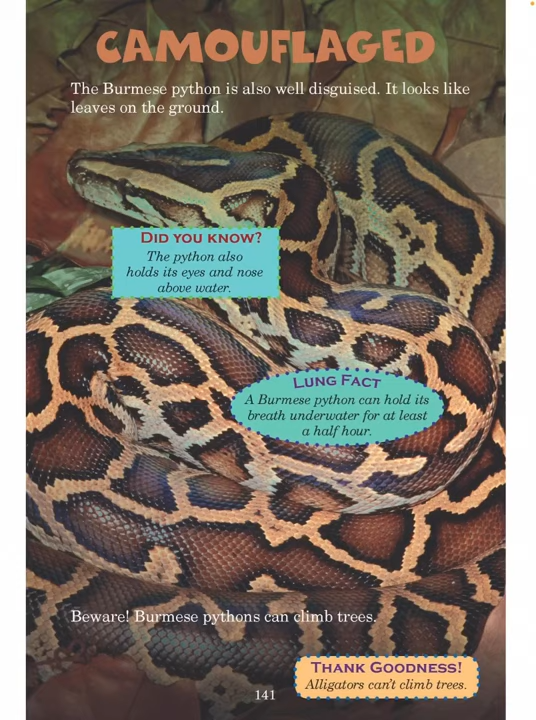 CAMOUFLAGED
The Burmese python is also well disguised. It looks like
leaves on the ground.
DID YOU KNOW?
The python also
holds its eyes and nose
above water.
LUNG FACT
A Burmese python can hold its
breath underwater for at least
a half hour.
Beware! Burmese pythons can climb trees.
THANK GOODNESS!
Alligators can't climb trees.
141